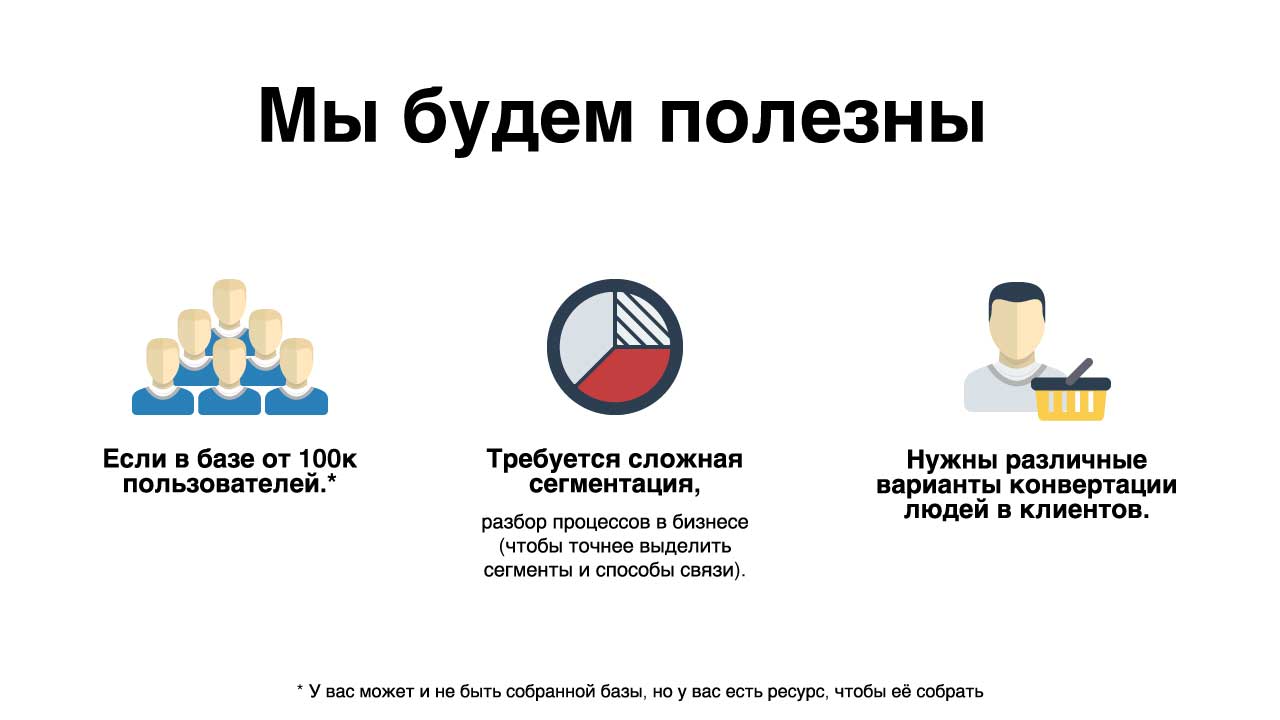 Мы будем полезны
Если в базе от 100к
пользователей.*
Требуется сложная
сегментация,
разбор процессов в бизнесе
(чтобы точнее выделить
сегменты и способы связи).
Нужны различные
варианты конвертации
людей в клиентов.
* У вас может и не быть собранной базы, но у вас есть ресурс, чтобы её собрать